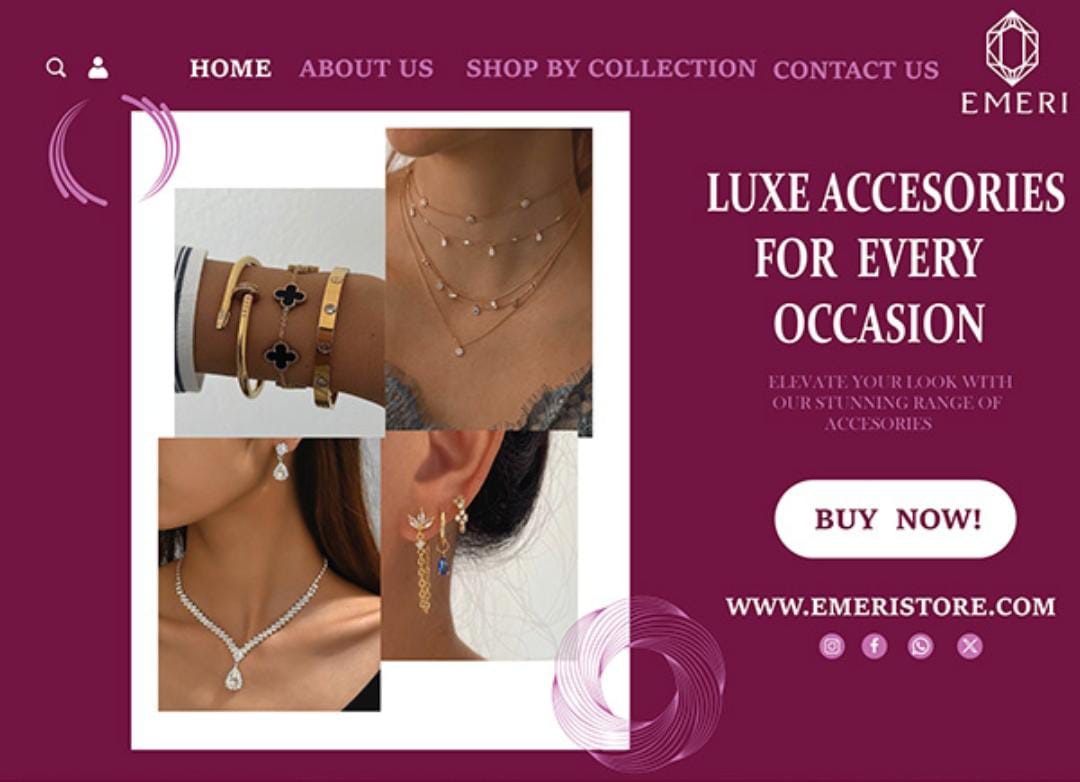 HOME ABOUT US SHOP BY COLLECTION CONTACT US
EMERI
LUXE ACCESORIES
FOR EVERY
OCCASION
ELEVATE YOUR LOOK WITH
OUR STUNNING RANGE OF
ACCESORIES
BUY NOW!
WWW.EMERISTORE.COM